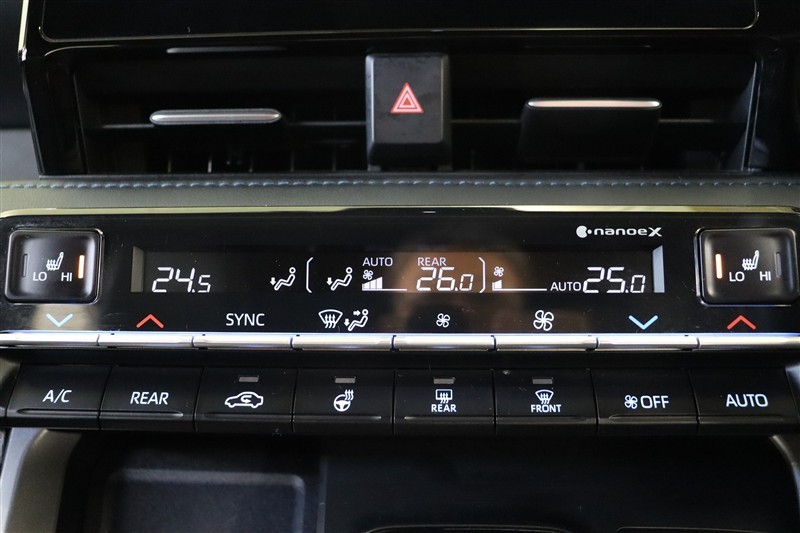 nanoeX
LO HI
24.5
AUTO
REAR
26.0
AUTO 25.0
LO HI
SYNC
A/C
REAR
REAR
FRONT
OFF
AUTO